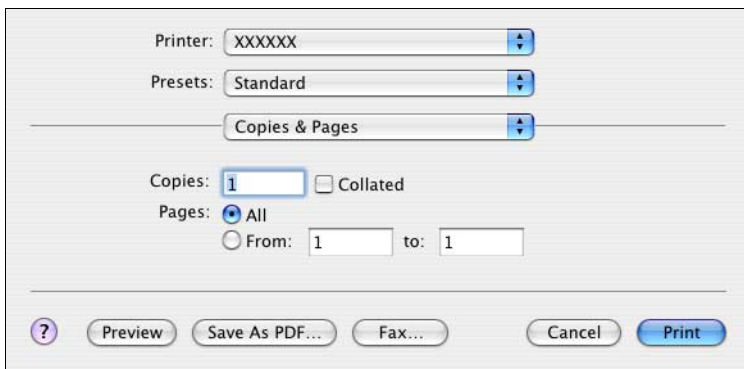 Printer: XXXXXX
Presets: Standard
Copies & Pages
Copies: 1 Collated
Pages: All
From: 1 to: 1
? Preview Save As PDF... Fax... Cancel Print